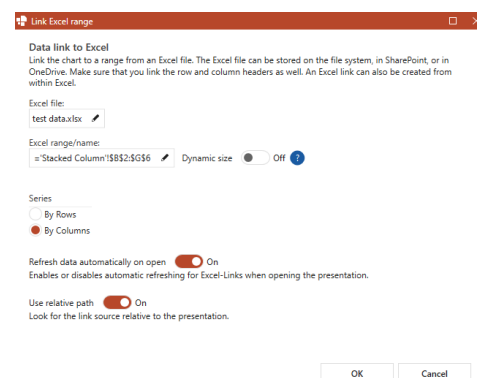 Link Excel range
Data link to Excel
Link the chart to a range from an Excel file. The Excel file can be stored on the file system, in SharePoint, or in
OneDrive. Make sure that you link the row and column headers as well. An Excel link can also be created from
within Excel.
Excel file:
test data.xlsx
Excel range/name:
='Stacked Column'!$B$2:$G$6 Dynamic size Off ?
Series
By Rows
By Columns
Refresh data automatically on open On
Enables or disables automatic refreshing for Excel-Links when opening the presentation.
Use relative path On
Look for the link source relative to the presentation.
OK Cancel